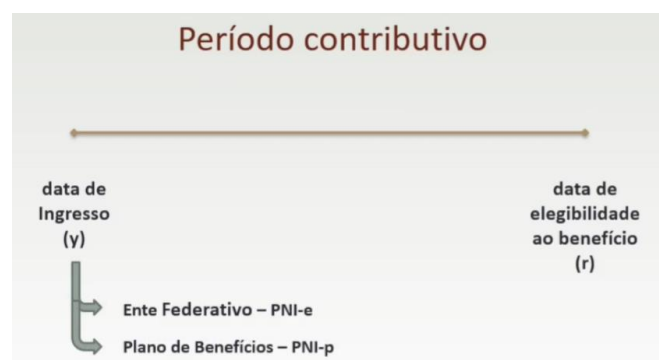 Período contributivo
data de
Ingresso
(y)
data de
elegibilidade
ao benefício
(r)
Ente Federativo – PNI-e
Plano de Benefícios – PNI-p